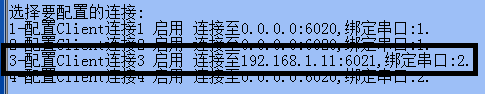 选择要配置的连接:
1-配置Client连接1 启用 连接至0.0.0.0:6020,绑定串口:1.
2-配置Client连接2 启用 连接至0.0.0.0:6020,绑定串口:1.
3-配置Client连接3 启用 连接至192.168.1.11:6021,绑定串口:2.
4-配置Client连接4 启用 连接至0.0.0.0:6020,绑定串口:2.